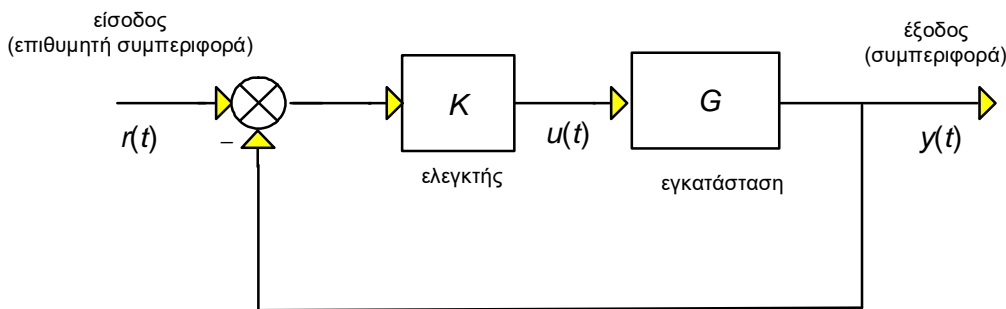 είσοδος
(επιθυμητή συμπεριφορά)
έξοδος
(συμπεριφορά)
K
G
r(t)
−
u(t)
y(t)
ελεγκτής
εγκατάσταση